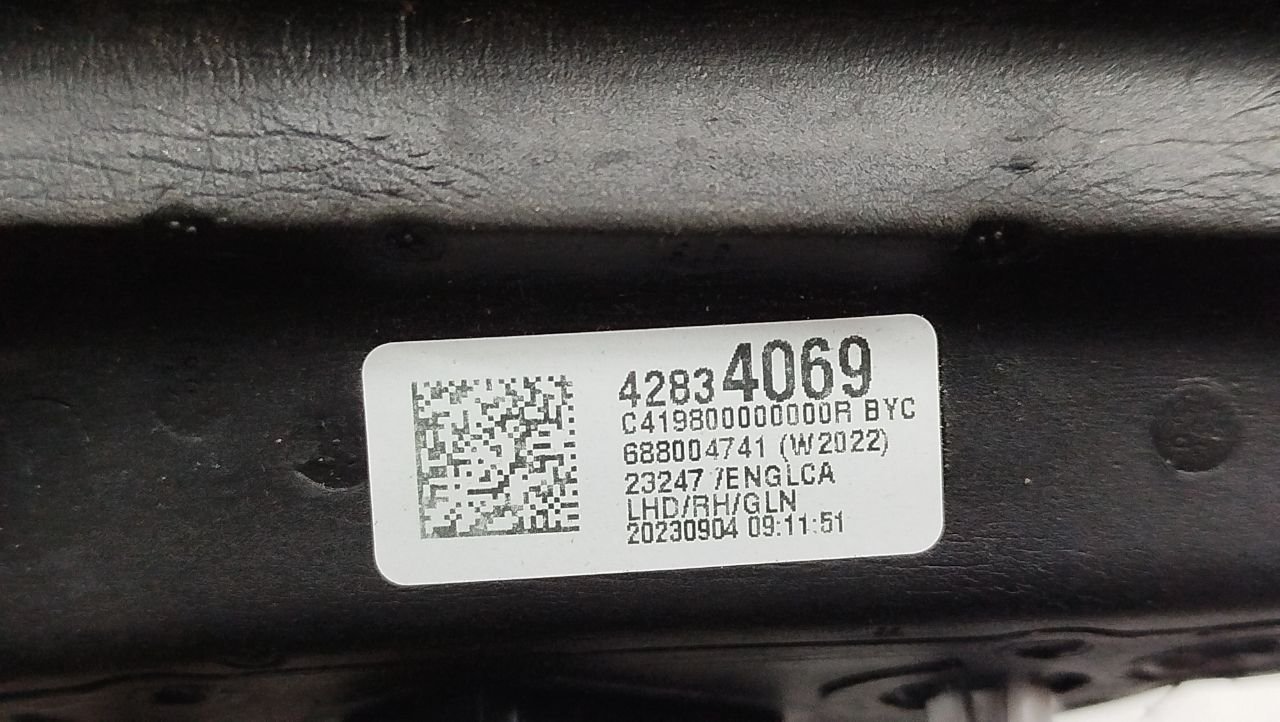 42834069
C419800000000R BYC
688004741 (W2022)
23247 /ENGLCA
LHD/RH/GLN
20230904 09:11:51